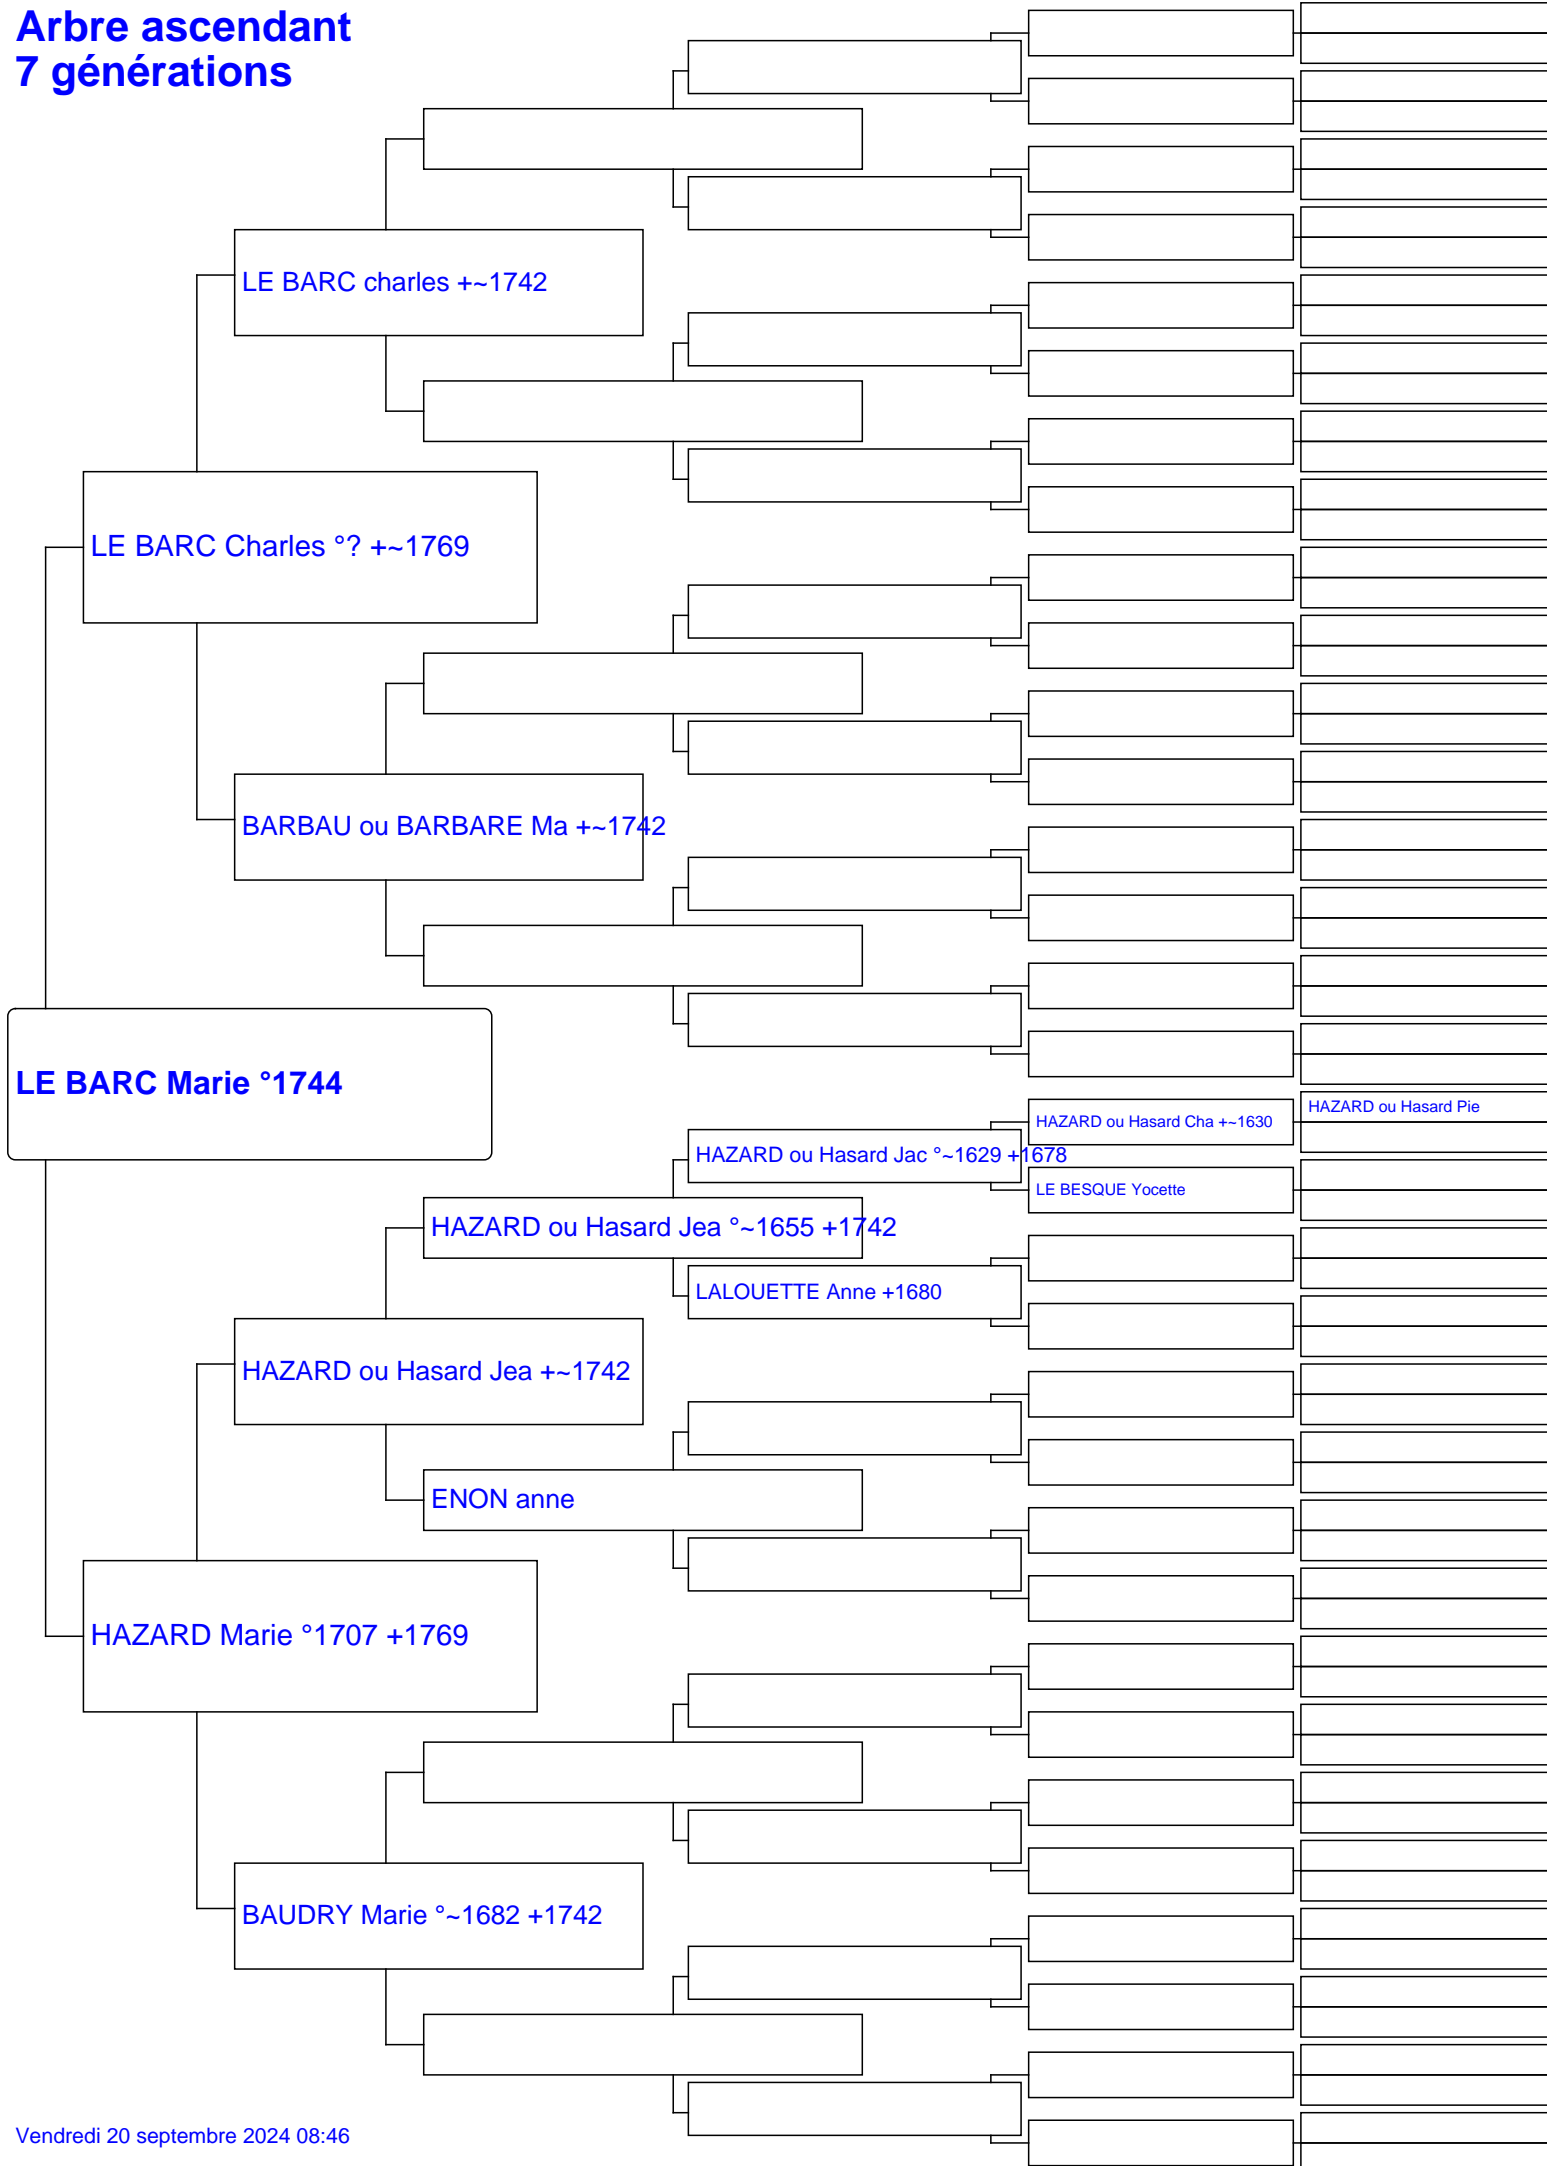 Arbre ascendant
7 générations
LE BARC charles +~1742
LE BARC Charles °? +~1769
BARBAU ou BARBARE Ma +~1742
LE BARC Marie °1744
HAZARD ou Hasard Pie
HAZARD ou Hasard Cha +~1630
HAZARD ou Hasard Jac °~1629 +1678
LE BESQUE Yocette
HAZARD ou Hasard Jea °~1655 +1742
LALOUETTE Anne +1680
HAZARD ou Hasard Jea +~1742
ENON anne
HAZARD Marie °1707 +1769
BAUDRY Marie °~1682 +1742
Vendredi 20 septembre 2024 08:46